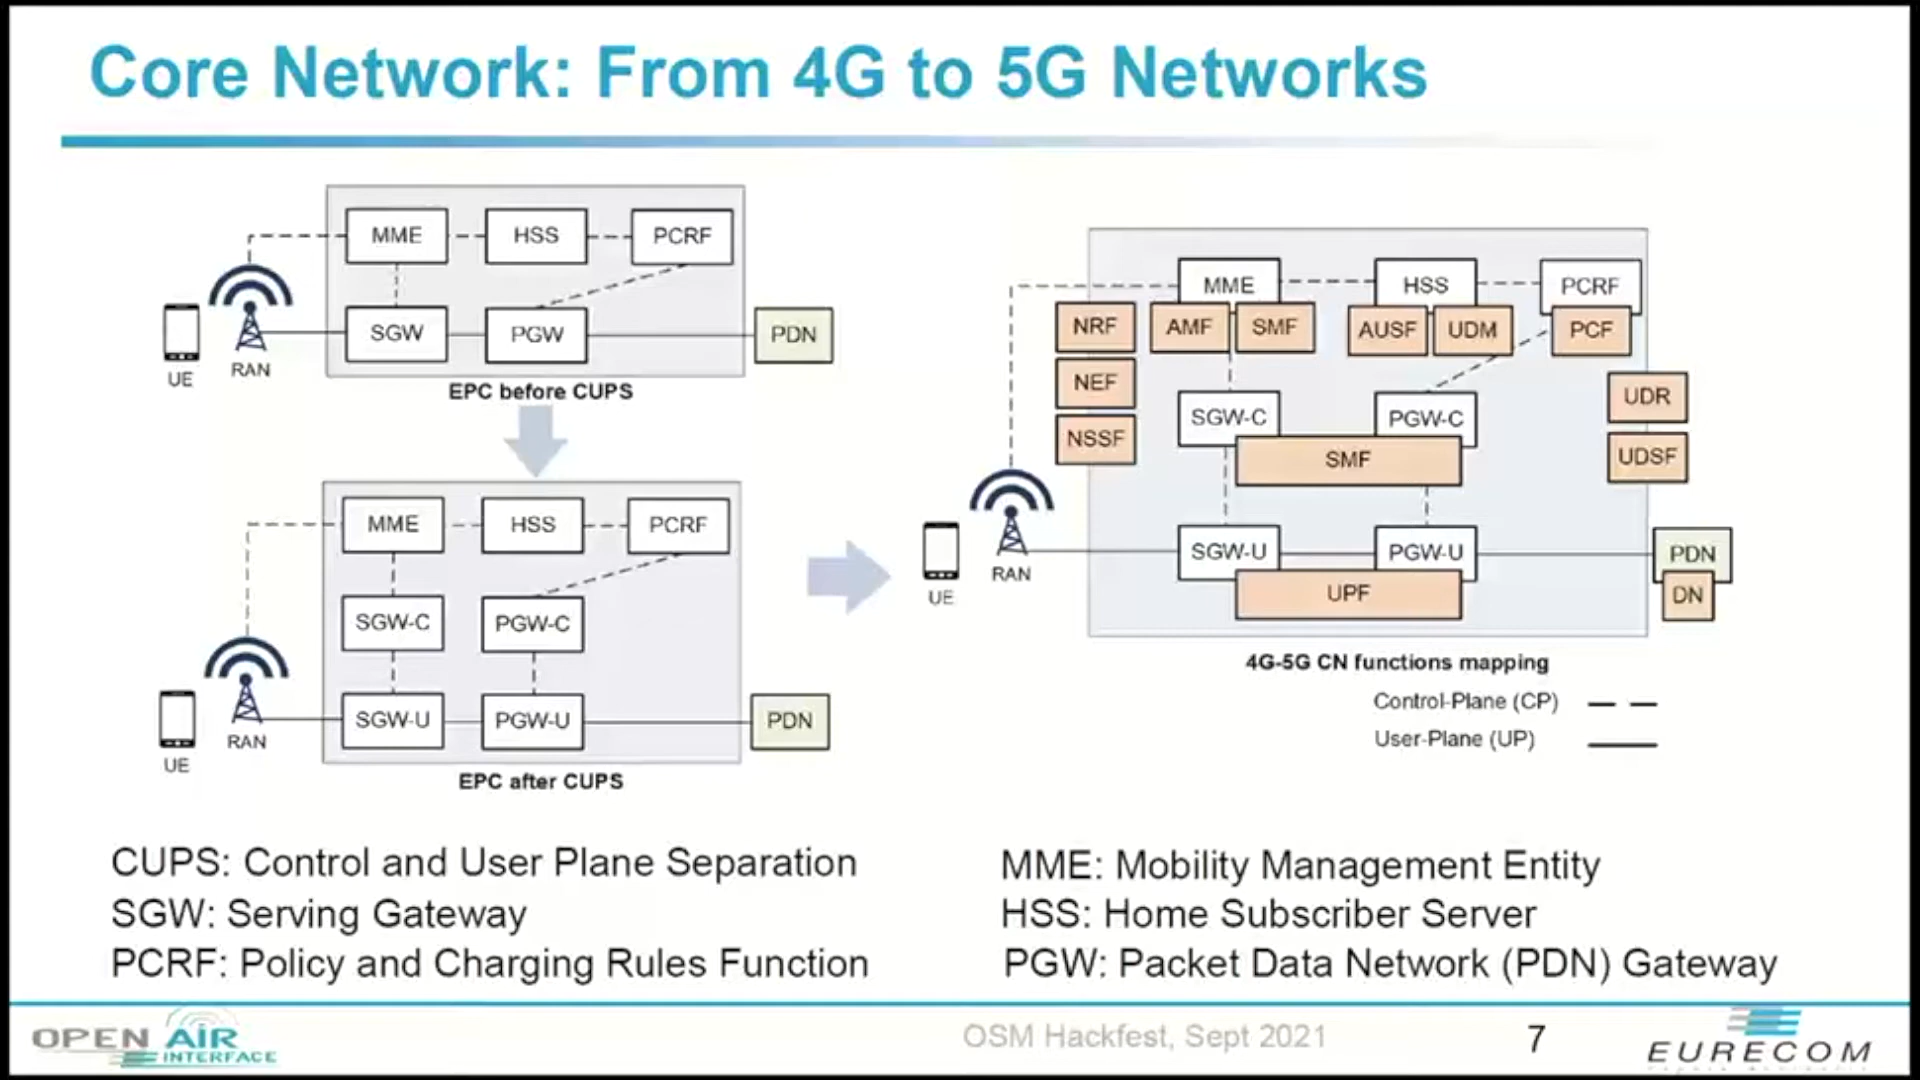 Core Network: From 4G to 5G Networks
MME
HSS
PCRF
SGW
PGW
PDN
UE
RAN
EPC before CUPS
MME
HSS
PCRF
SGW-C
PGW-C
SGW-U
PGW-U
PDN
UE
RAN
EPC after CUPS
MME
HSS
PCRF
NRF
AMF
SMF
AUSF
UDM
PCF
NEF
UDR
NSSF
SGW-C
PGW-C
SMF
UDSF
SGW-U
PGW-U
PDN
UPF
DN
UE
RAN
4G-5G CN functions mapping
Control-Plane (CP)
User-Plane (UP)
CUPS: Control and User Plane Separation
SGW: Serving Gateway
PCRF: Policy and Charging Rules Function
MME: Mobility Management Entity
HSS: Home Subscriber Server
PGW: Packet Data Network (PDN) Gateway
OPEN AIR
INTERFACE
OSM Hackfest, Sept 2021
7
EURECOM